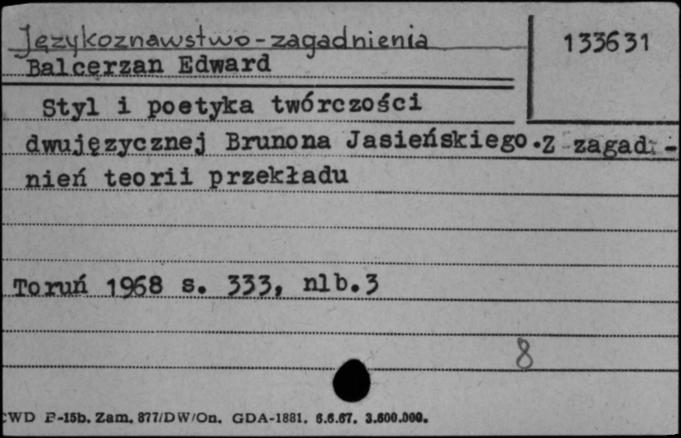 Językoznawstwo-zagadnienia
133631
Balcerzan Edward
Styl i poetyka twórczości
dwujęzycznej Brunona Jasieńskiego.Z zagad-
nień teorii przekładu
Toruń 1968 s. 333, nlb.3
8
CWD P-15b. Zam. 877/DW/On. GDA-1881. 6.6.67. 3.600.000.